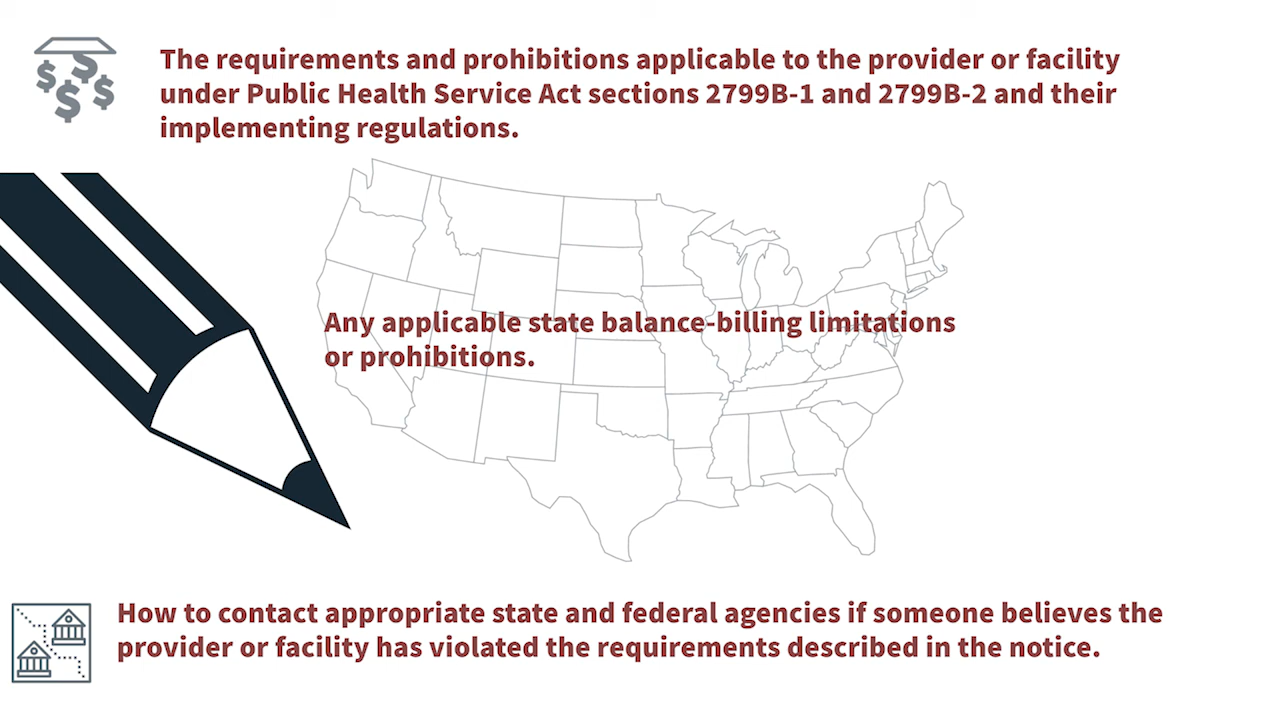 The requirements and prohibitions applicable to the provider or facility
under Public Health Service Act sections 2799B-1 and 2799B-2 and their
implementing regulations.
Any applicable state balance-billing limitations
or prohibitions.
How to contact appropriate state and federal agencies if someone believes the
provider or facility has violated the requirements described in the notice.